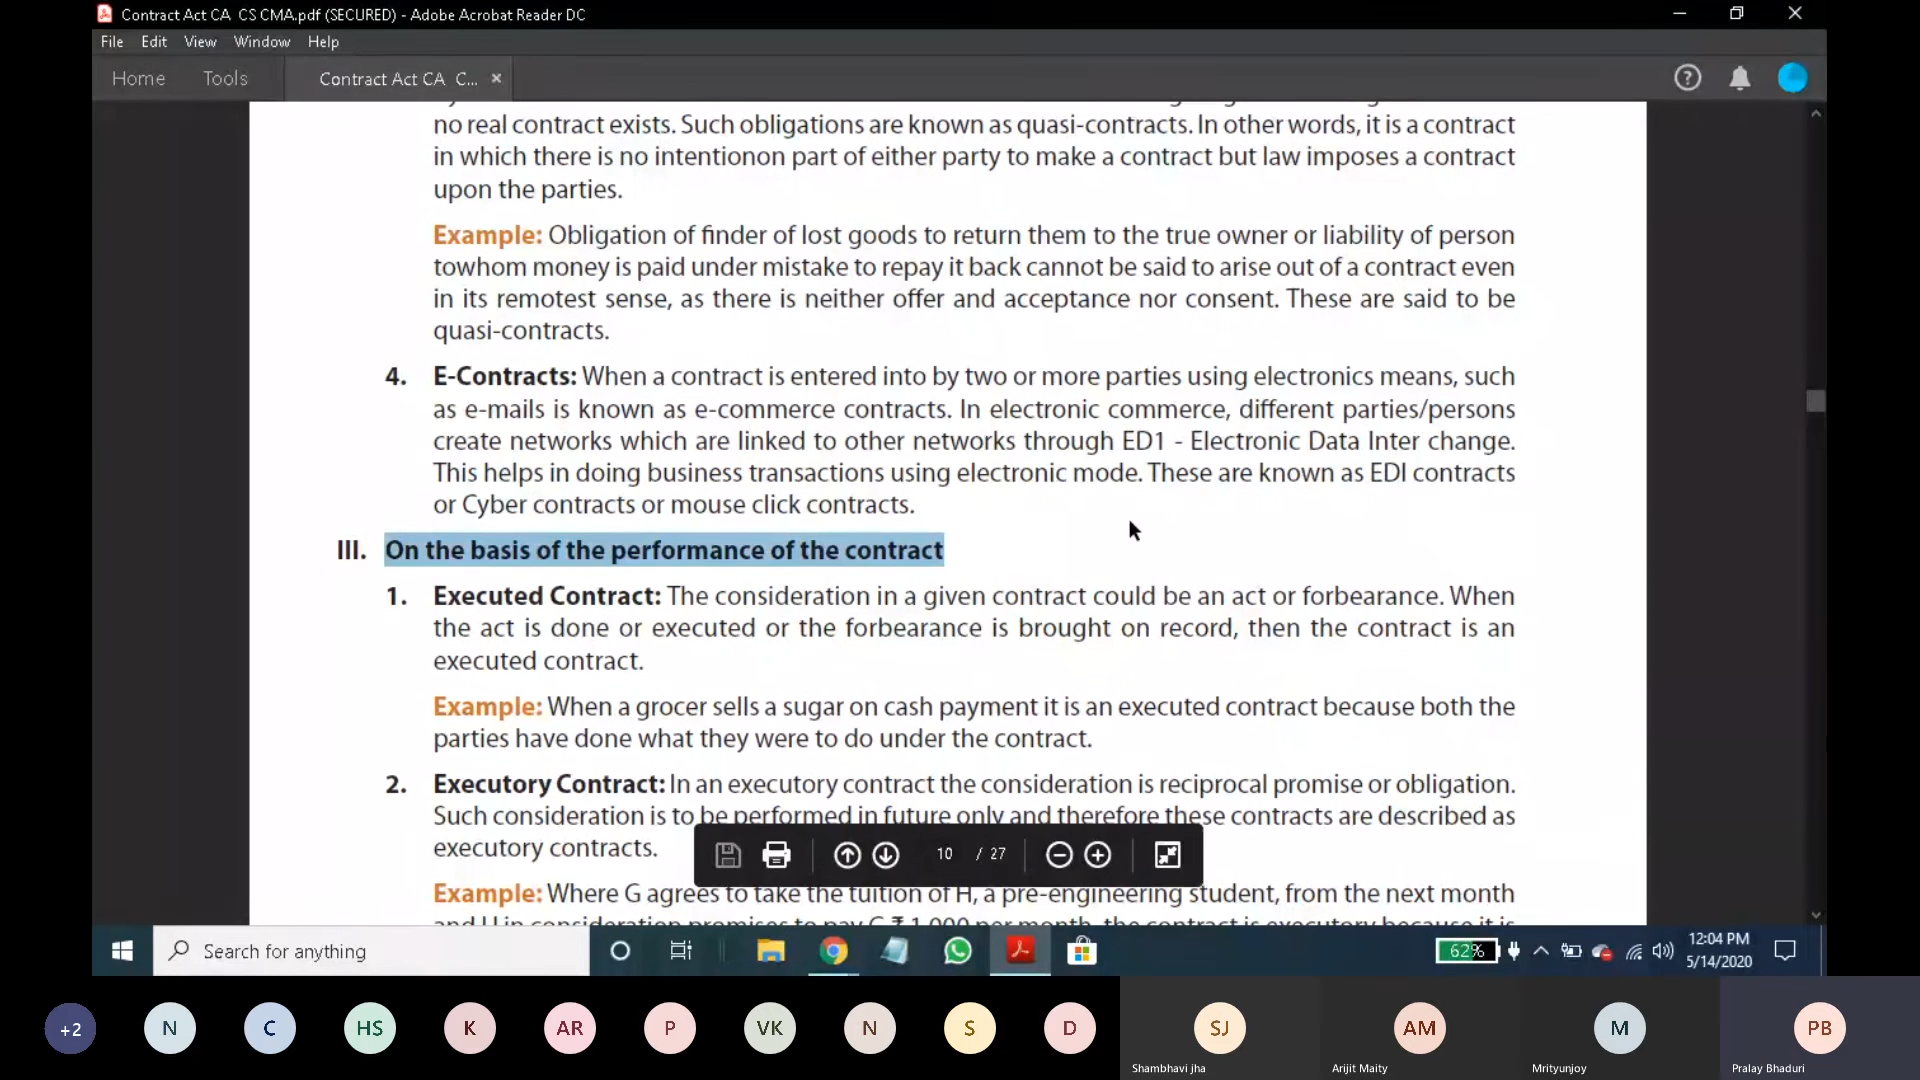 Contract Act CA CS CMA.pdf (SECURED) - Adobe Acrobat Reader DC
File Edit View Window Help
Home Tools Contract Act CA C... ×
no real contract exists. Such obligations are known as quasi-contracts. In other words, it is a contract
in which there is no intentionon part of either party to make a contract but law imposes a contract
upon the parties.
Example: Obligation of finder of lost goods to return them to the true owner or liability of person
towhom money is paid under mistake to repay it back cannot be said to arise out of a contract even
in its remotest sense, as there is neither offer and acceptance nor consent. These are said to be
quasi-contracts.
4. E-Contracts: When a contract is entered into by two or more parties using electronics means, such
as e-mails is known as e-commerce contracts. In electronic commerce, different parties/persons
create networks which are linked to other networks through ED1 - Electronic Data Inter change.
This helps in doing business transactions using electronic mode. These are known as EDI contracts
or Cyber contracts or mouse click contracts.
III. On the basis of the performance of the contract
1. Executed Contract: The consideration in a given contract could be an act or forbearance. When
the act is done or executed or the forbearance is brought on record, then the contract is an
executed contract.
Example: When a grocer sells a sugar on cash payment it is an executed contract because both the
parties have done what they were to do under the contract.
2. Executory Contract: In an executory contract the consideration is reciprocal promise or obligation.
Such consideration is to be performed in future only and therefore these contracts are described as
executory contracts.
10 / 27
Example: Where G agrees to take the tuition of H, a pre-engineering student, from the next month
and H in consideration promises to pay G ₹ 1,000 per month, the contract is executory because it is
Search for anything
62%
12:04 PM
5/14/2020
+2 N C HS K AR P VK N S D SJ AM M PB
Shambhavi jha Arijit Maity Mrityunjoy Pralay Bhaduri